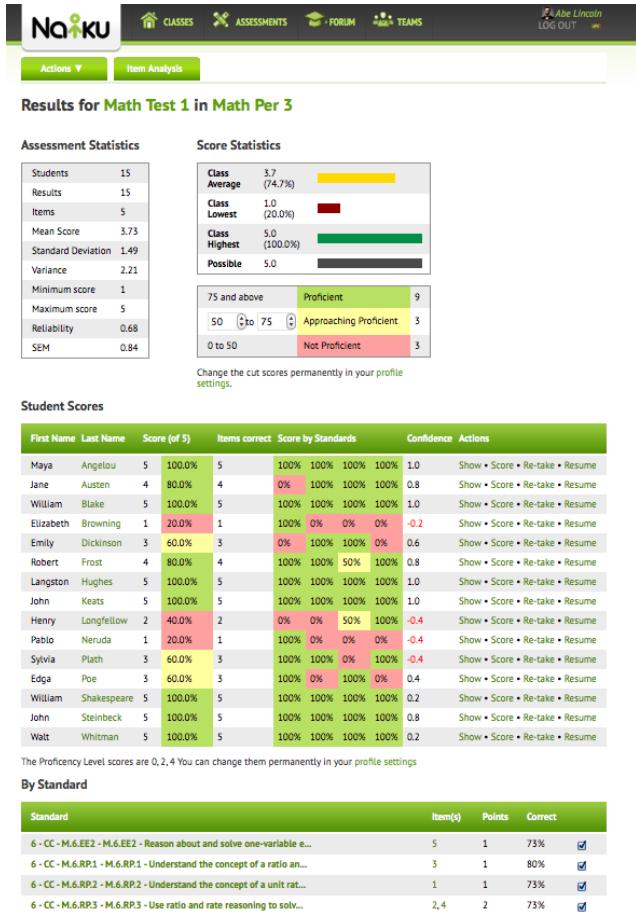 Naiku CLASSES ASSESSMENTS FORUM TEAMS Abe Lincoln
LOG OUT
Actions ▼ Item Analysis
Results for Math Test 1 in Math Per 3
Assessment Statistics
Students 15
Results 15
Items 5
Mean Score 3.73
Standard Deviation 1.49
Variance 2.21
Minimum score 1
Maximum score 5
Reliability 0.68
SEM 0.84
Score Statistics
Class Average 3.7 (74.7%)
Class Lowest 1.0 (20.0%)
Class Highest 5.0 (100.0%)
Possible 5.0
75 and above Proficient 9
50 to 75 Approaching Proficient 3
0 to 50 Not Proficient 3
Change the cut scores permanently in your profile
settings.
Student Scores
First Name Last Name Score (of 5) Items correct Score by Standards Confidence Actions
Maya Angelou 5 100.0% 5 100% 100% 100% 100% 1.0 Show • Score • Re-take • Resume
Jane Austen 4 80.0% 4 0% 100% 100% 100% 0.8 Show • Score • Re-take • Resume
William Blake 5 100.0% 5 100% 100% 100% 100% 1.0 Show • Score • Re-take • Resume
Elizabeth Browning 1 20.0% 1 100% 0% 0% 0% -0.2 Show • Score • Re-take • Resume
Emily Dickinson 3 60.0% 3 0% 100% 100% 0% 0.6 Show • Score • Re-take • Resume
Robert Frost 4 80.0% 4 100% 100% 50% 100% 0.8 Show • Score • Re-take • Resume
Langston Hughes 5 100.0% 5 100% 100% 100% 100% 1.0 Show • Score • Re-take • Resume
John Keats 5 100.0% 5 100% 100% 100% 100% 1.0 Show • Score • Re-take • Resume
Henry Longfellow 2 40.0% 2 0% 0% 50% 100% -0.4 Show • Score • Re-take • Resume
Pablo Neruda 1 20.0% 1 100% 0% 0% 0% -0.4 Show • Score • Re-take • Resume
Sylvia Plath 3 60.0% 3 100% 100% 0% 100% -0.4 Show • Score • Re-take • Resume
Edga Poe 3 60.0% 3 100% 0% 100% 0% 0.4 Show • Score • Re-take • Resume
William Shakespeare 5 100.0% 5 100% 100% 100% 100% 0.2 Show • Score • Re-take • Resume
John Steinbeck 5 100.0% 5 100% 100% 100% 100% 0.8 Show • Score • Re-take • Resume
Walt Whitman 5 100.0% 5 100% 100% 100% 100% 0.2 Show • Score • Re-take • Resume
The Proficency Level scores are 0, 2, 4 You can change them permanently in your profile settings
By Standard
Standard Item(s) Points Correct
6 - CC - M.6.EE2 - M.6.EE2 - Reason about and solve one-variable e... 5 1 73%
6 - CC - M.6.RP.1 - M.6.RP.1 - Understand the concept of a ratio an... 3 1 80%
6 - CC - M.6.RP.2 - M.6.RP.2 - Understand the concept of a unit rat... 1 1 73%
6 - CC - M.6.RP.3 - M.6.RP.3 - Use ratio and rate reasoning to solv... 2, 4 2 73%